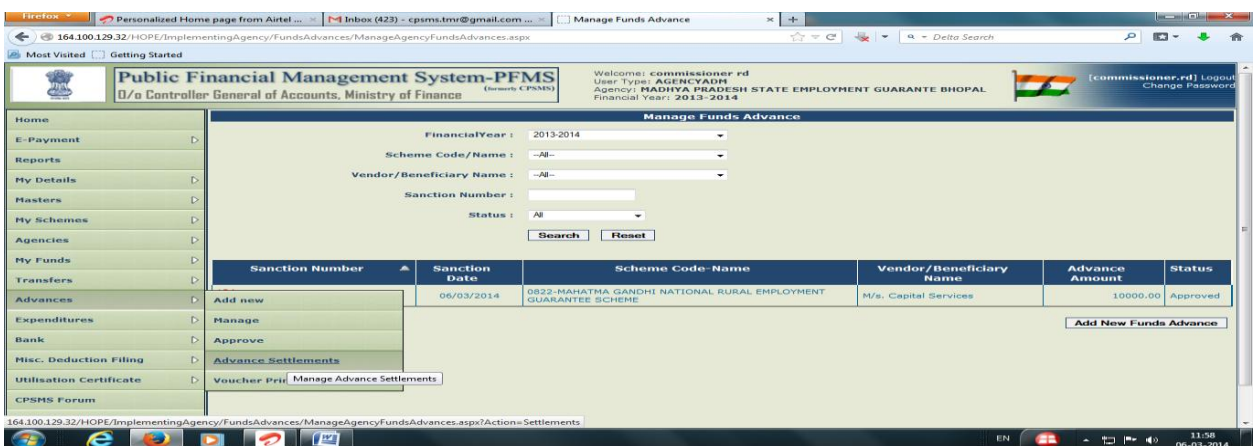 Firefox
Personalized Home page from Airtel ...
Inbox (423) - cpsms.tmr@gmail.com ...
Manage Funds Advance
164.100.129.32/HOPE/ImplementingAgency/FundsAdvances/ManageAgencyFundsAdvances.aspx
Delta Search
Most Visited
Getting Started
Public Financial Management System-PFMS
(formerly CPSMS)
O/o Controller General of Accounts, Ministry of Finance
Welcome: commissioner rd
User Type: AGENCYADM
Agency: MADHYA PRADESH STATE EMPLOYMENT GUARANTE BHOPAL
Financial Year: 2013-2014
[commissioner.rd] Logout
Change Password
Home
E-Payment
Reports
My Details
Masters
My Schemes
Agencies
My Funds
Transfers
Advances
Expenditures
Bank
Misc. Deduction Filing
Utilisation Certificate
CPSMS Forum
Manage Funds Advance
FinancialYear : 2013-2014
Scheme Code/Name : --All--
Vendor/Beneficiary Name : --All--
Sanction Number :
Status : All
Search Reset
Sanction Number Sanction Date Scheme Code-Name Vendor/Beneficiary Name Advance Amount Status
06/03/2014 0822-MAHATMA GANDHI NATIONAL RURAL EMPLOYMENT GUARANTEE SCHEME M/s. Capital Services 10000.00 Approved
Add New Funds Advance
Add new
Manage
Approve
Advance Settlements
Voucher Prin
Manage Advance Settlements
164.100.129.32/HOPE/ImplementingAgency/FundsAdvances/ManageAgencyFundsAdvances.aspx?Action=Settlements
EN
11:58
06-03-2014